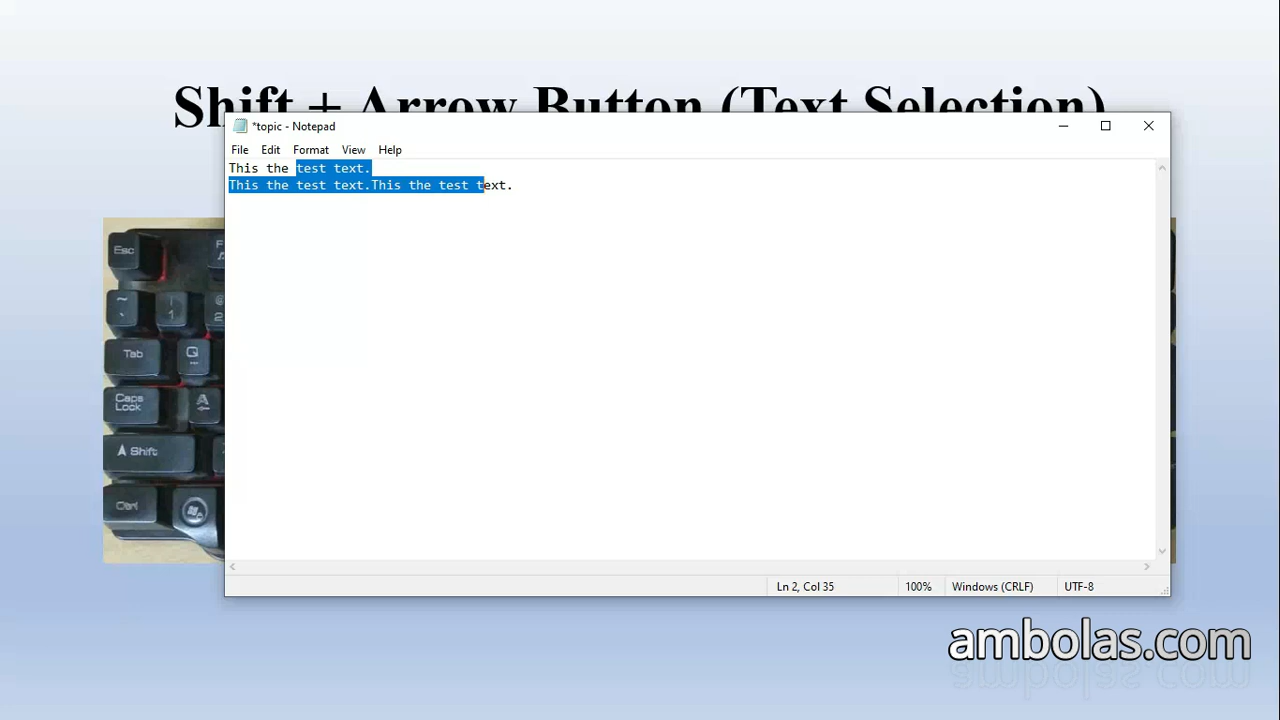 Shift + Arrow Button (Text Selection)
*topic - Notepad
File Edit Format View Help
This the test text.
This the test text.This the test text.
Esc
F
~
`
!
1
@
2
Tab
Q
Caps Lock
A
Shift
Ctrl
Ln 2, Col 35
100%
Windows (CRLF)
UTF-8
ambolas.com